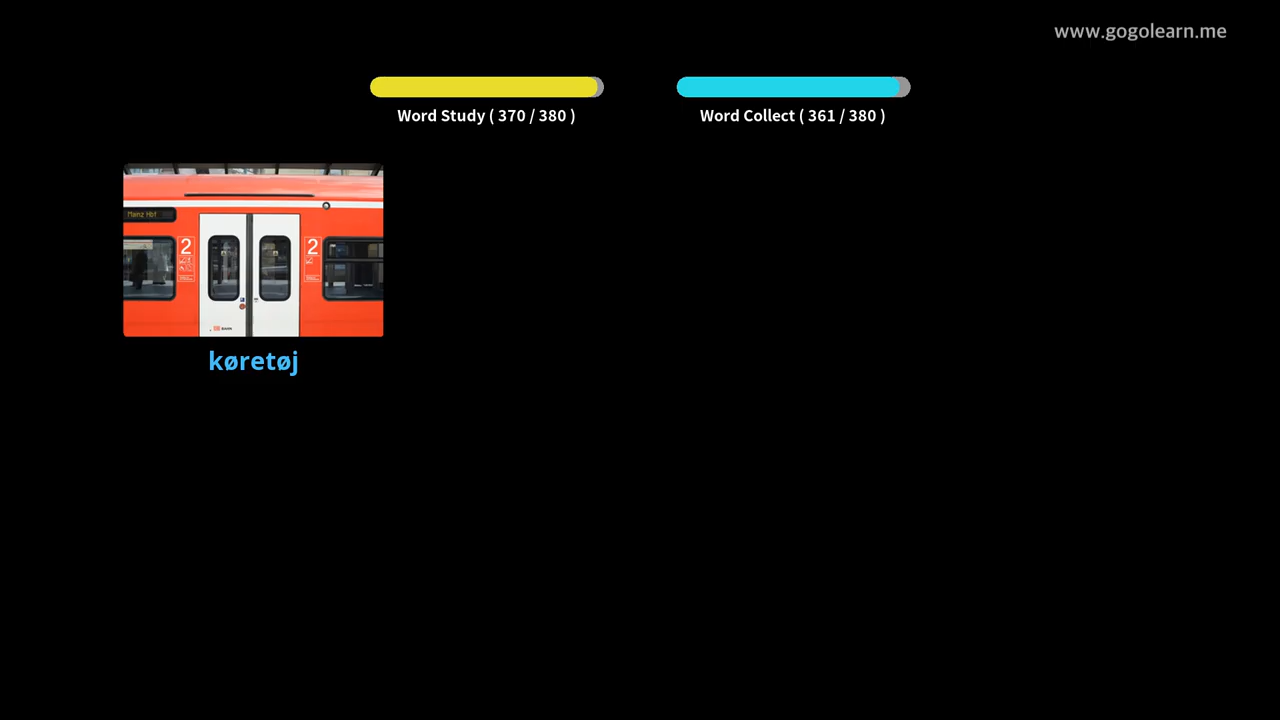 www.gogolearn.me
Word Study ( 370 / 380 )
Word Collect ( 361 / 380 )
Mainz Hbf
2
2
køretøj